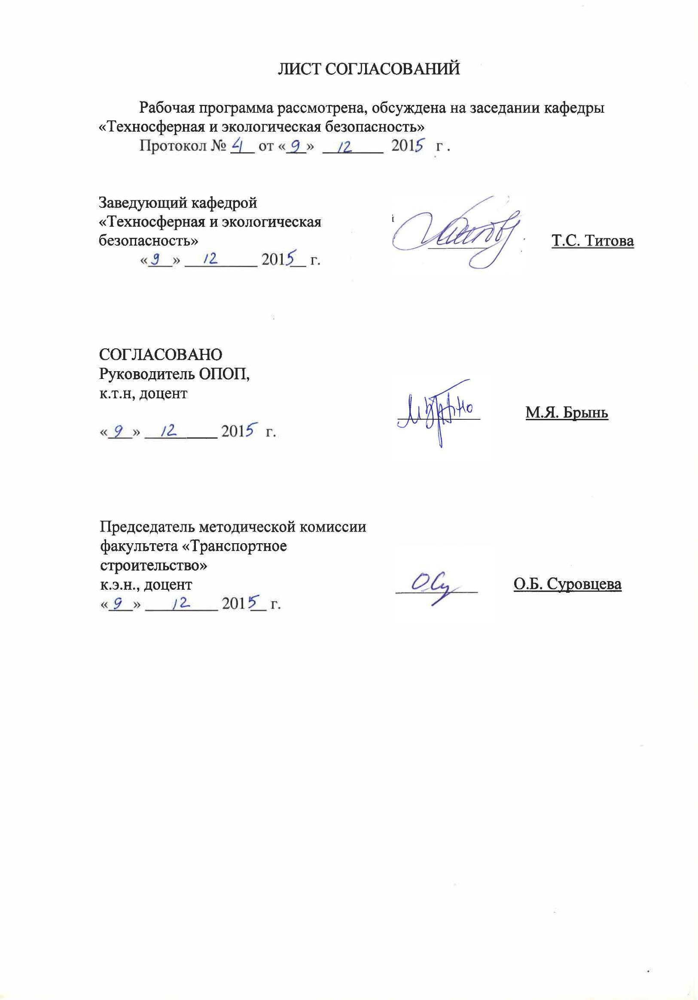 ЛИСТ СОГЛАСОВАНИЙ
Рабочая программа рассмотрена, обсуждена на заседании кафедры
«Техносферная и экологическая безопасность»
Протокол № 4 от «9» 12 2015 г .
Заведующий кафедрой
«Техносферная и экологическая
безопасность» Т.С. Титова
«9» 12 2015 г.
СОГЛАСОВАНО
Руководитель ОПОП,
к.т.н, доцент
М.Я. Брынь
«9» 12 2015 г.
Председатель методической комиссии
факультета «Транспортное
строительство»
к.э.н., доцент О.Б. Суровцева
«9» 12 2015 г.